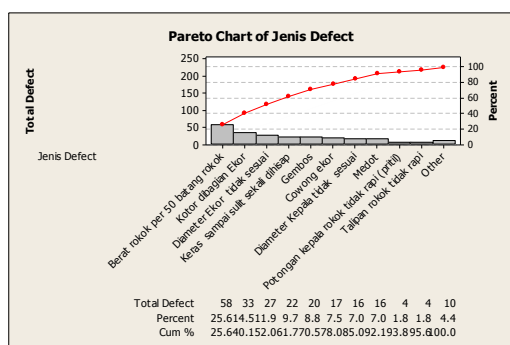 Pareto Chart of Jenis Defect
Total Defect
250
200
150
100
50
0
100
80
60
40
20
0
Percent
Jenis Defect
Berat rokok per 50 batang rokok
Kotor dibagian Ekor
Diameter Ekor tidak sesuai
Keras sampai sulit sekali dihisap
Gembos
Cowong ekor
Diameter Kepala tidak sesuai
Medot
Potongan kepala rokok tidak rapi (pritil)
Talipan rokok tidak rapi
Other
Total Defect 58 33 27 22 20 17 16 16 4 4 10
Percent 25.6 14.5 11.9 9.7 8.8 7.5 7.0 7.0 1.8 1.8 4.4
Cum % 25.6 40.1 52.0 61.7 70.5 78.0 85.0 92.1 93.8 95.6 100.0